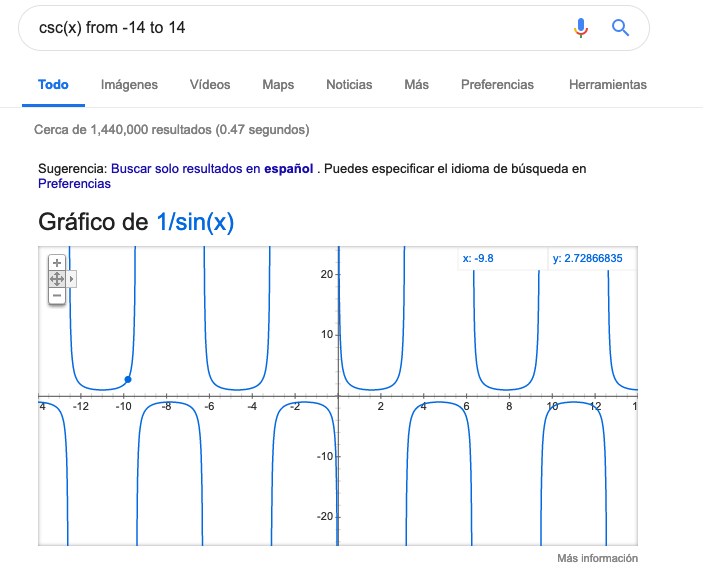 csc(x) from -14 to 14
Todo Imágenes Vídeos Maps Noticias Más Preferencias Herramientas
Cerca de 1,440,000 resultados (0.47 segundos)
Sugerencia: Buscar solo resultados en español . Puedes especificar el idioma de búsqueda en
Preferencias
Gráfico de 1/sin(x)
x: -9.8 y: 2.72866835
20
10
4 -12 -10 -8 -6 -4 -2 2 4 6 8 10 12 1
-10
-20
Más información